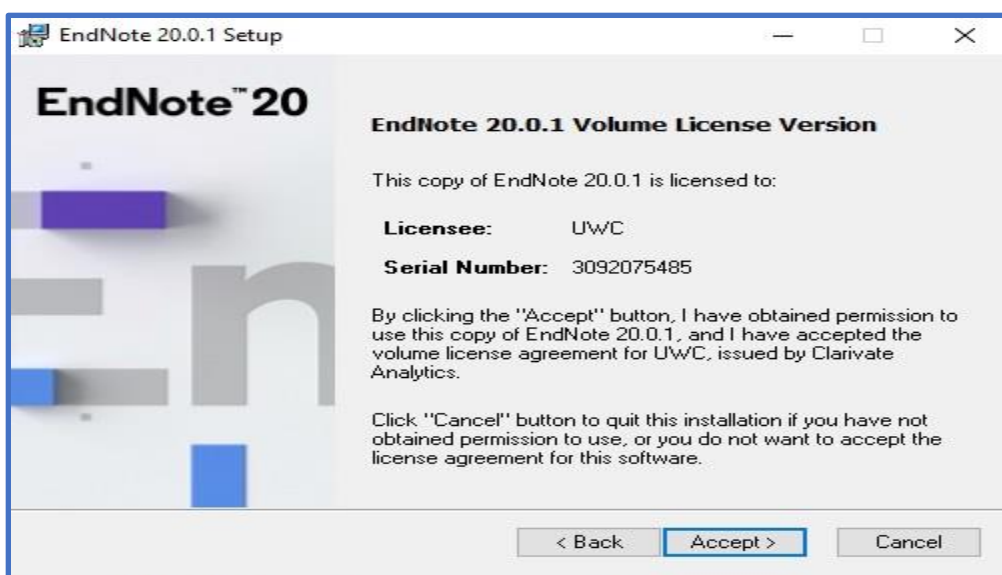 EndNote 20.0.1 Setup
EndNote™20
EndNote 20.0.1 Volume License Version
This copy of EndNote 20.0.1 is licensed to:
Licensee: UWC
Serial Number: 3092075485
By clicking the "Accept" button, I have obtained permission to
use this copy of EndNote 20.0.1, and I have accepted the
volume license agreement for UWC, issued by Clarivate
Analytics.
Click "Cancel" button to quit this installation if you have not
obtained permission to use, or you do not want to accept the
license agreement for this software.
< Back Accept > Cancel